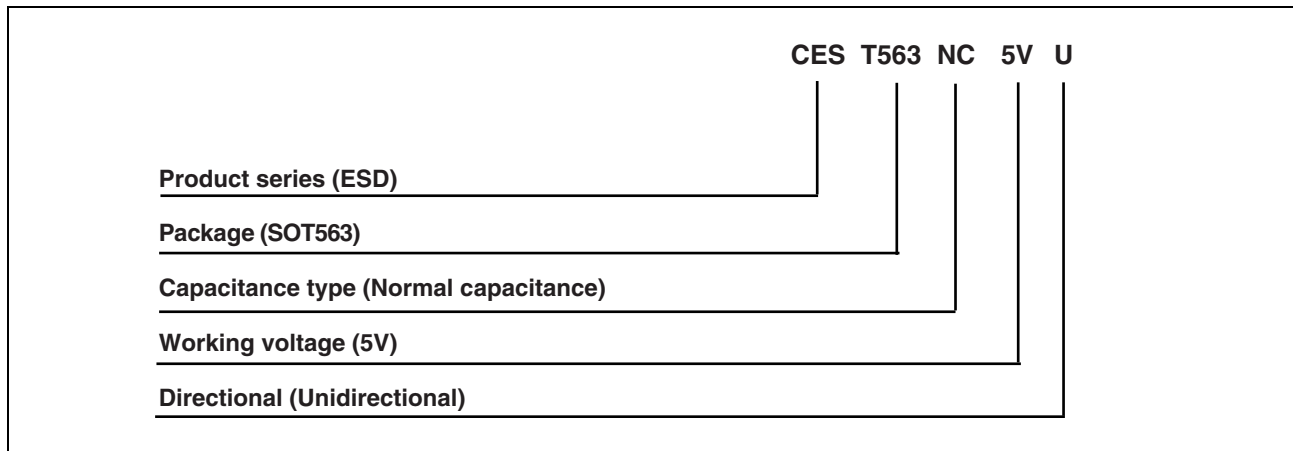 CES T563 NC 5V U
Product series (ESD)
Package (SOT563)
Capacitance type (Normal capacitance)
Working voltage (5V)
Directional (Unidirectional)